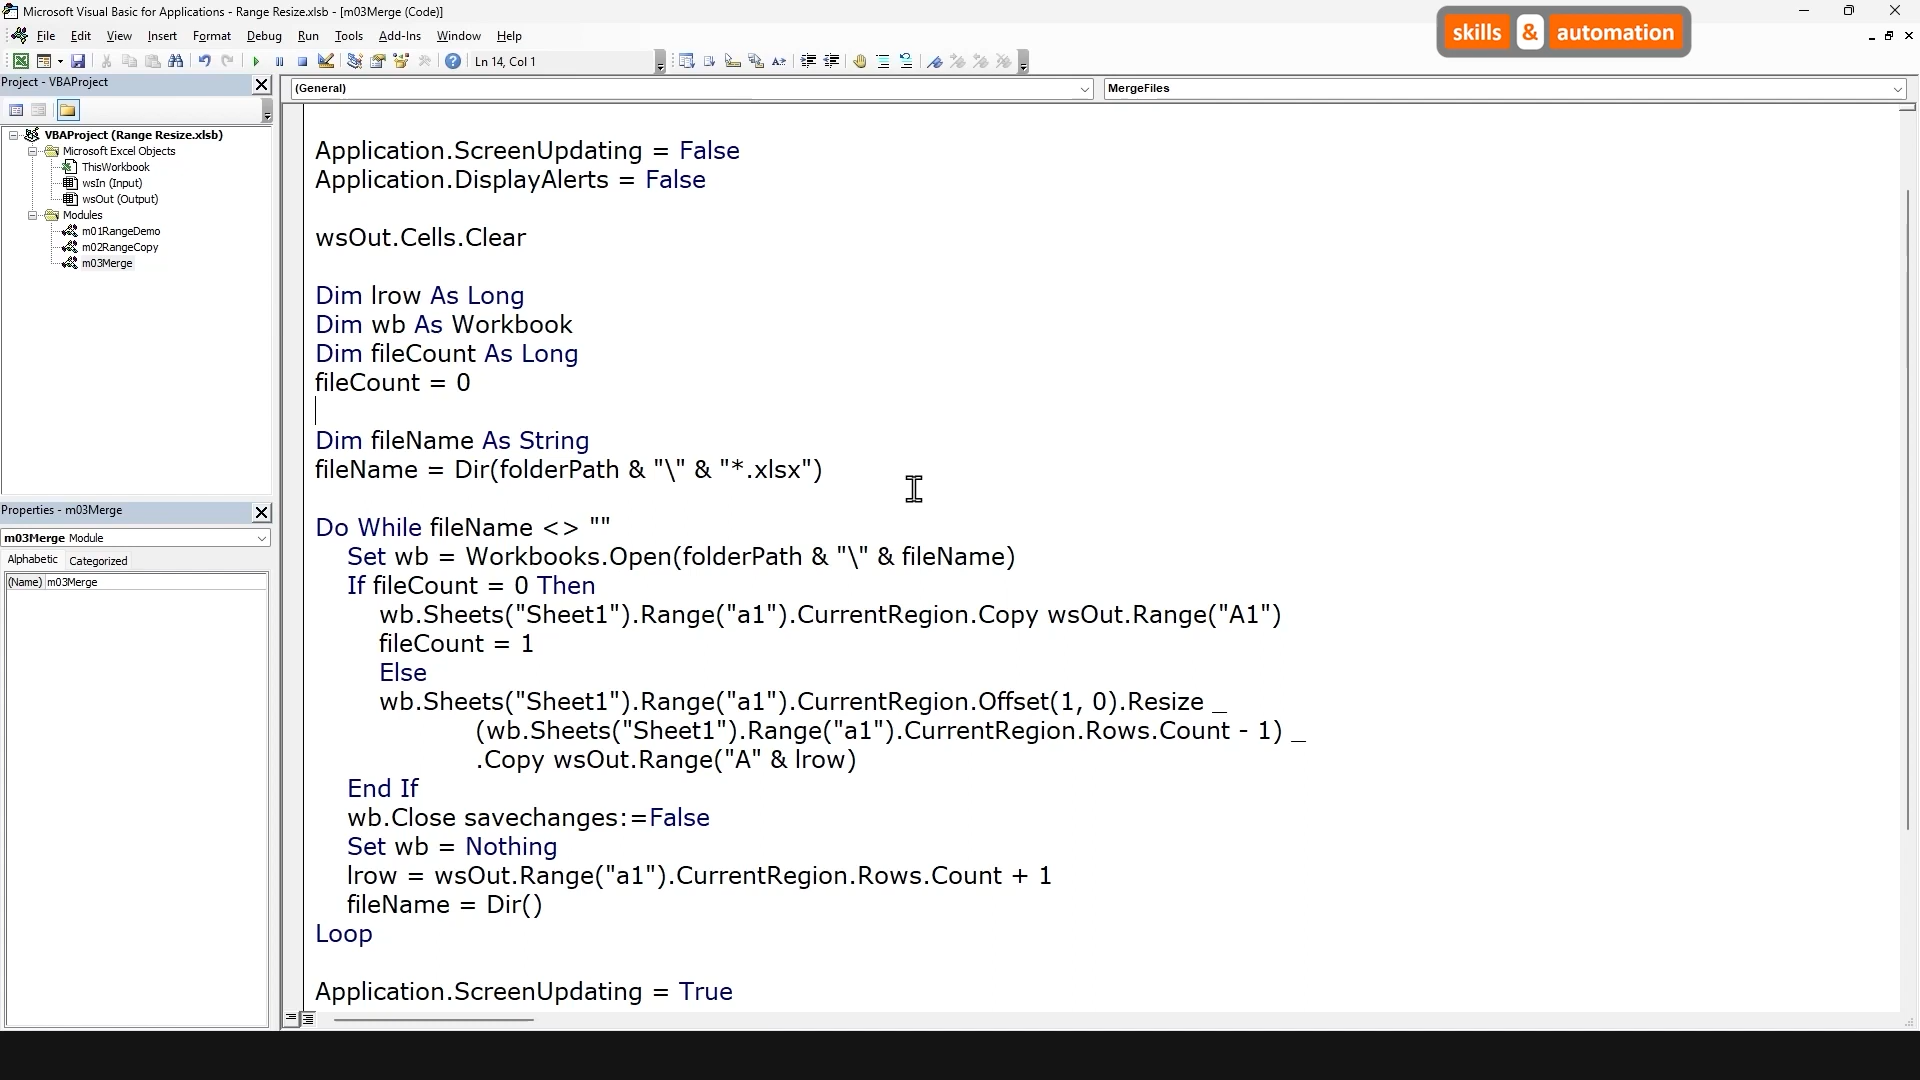 Microsoft Visual Basic for Applications - Range Resize.xlsb - [m03Merge (Code)]
skills & automation
File Edit View Insert Format Debug Run Tools Add-Ins Window Help
Ln 14, Col 1
Project - VBAProject
(General)
MergeFiles
VBAProject (Range Resize.xlsb)
Microsoft Excel Objects
ThisWorkbook
wsIn (Input)
wsOut (Output)
Modules
m01RangeDemo
m02RangeCopy
m03Merge
Properties - m03Merge
m03Merge Module
Alphabetic Categorized
(Name) m03Merge
Application.ScreenUpdating = False
Application.DisplayAlerts = False
wsOut.Cells.Clear
Dim lrow As Long
Dim wb As Workbook
Dim fileCount As Long
fileCount = 0
Dim fileName As String
fileName = Dir(folderPath & "\" & "*.xlsx")
Do While fileName <> ""
Set wb = Workbooks.Open(folderPath & "\" & fileName)
If fileCount = 0 Then
wb.Sheets("Sheet1").Range("a1").CurrentRegion.Copy wsOut.Range("A1")
fileCount = 1
Else
wb.Sheets("Sheet1").Range("a1").CurrentRegion.Offset(1, 0).Resize _
(wb.Sheets("Sheet1").Range("a1").CurrentRegion.Rows.Count - 1) _
.Copy wsOut.Range("A" & lrow)
End If
wb.Close savechanges:=False
Set wb = Nothing
lrow = wsOut.Range("a1").CurrentRegion.Rows.Count + 1
fileName = Dir()
Loop
Application.ScreenUpdating = True